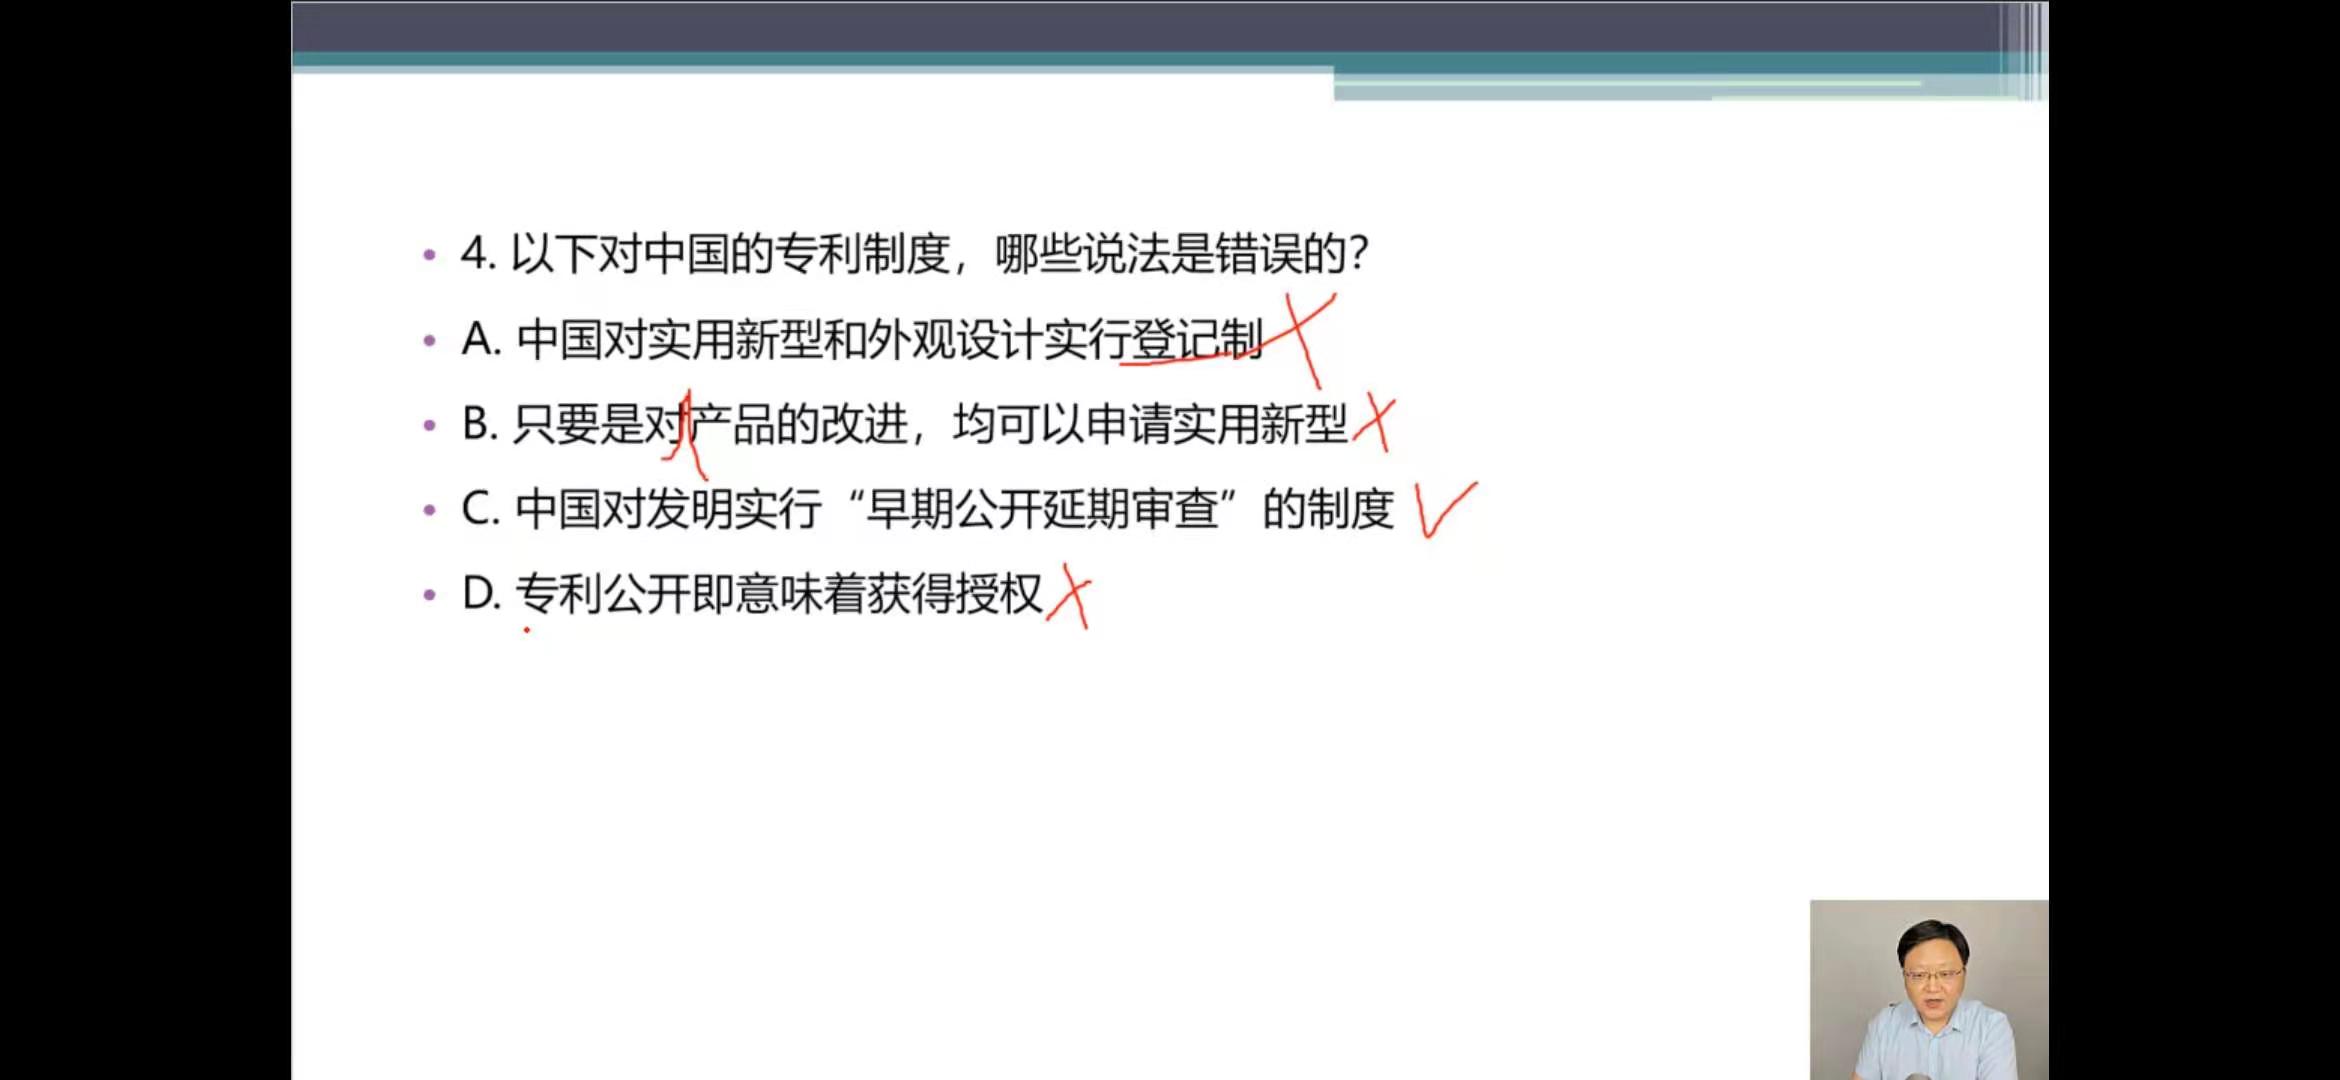 4. 以下对中国的专利制度，哪些说法是错误的？
A. 中国对实用新型和外观设计实行登记制
B. 只要是对产品的改进，均可以申请实用新型
C. 中国对发明实行“早期公开延期审查”的制度
D. 专利公开即意味着获得授权